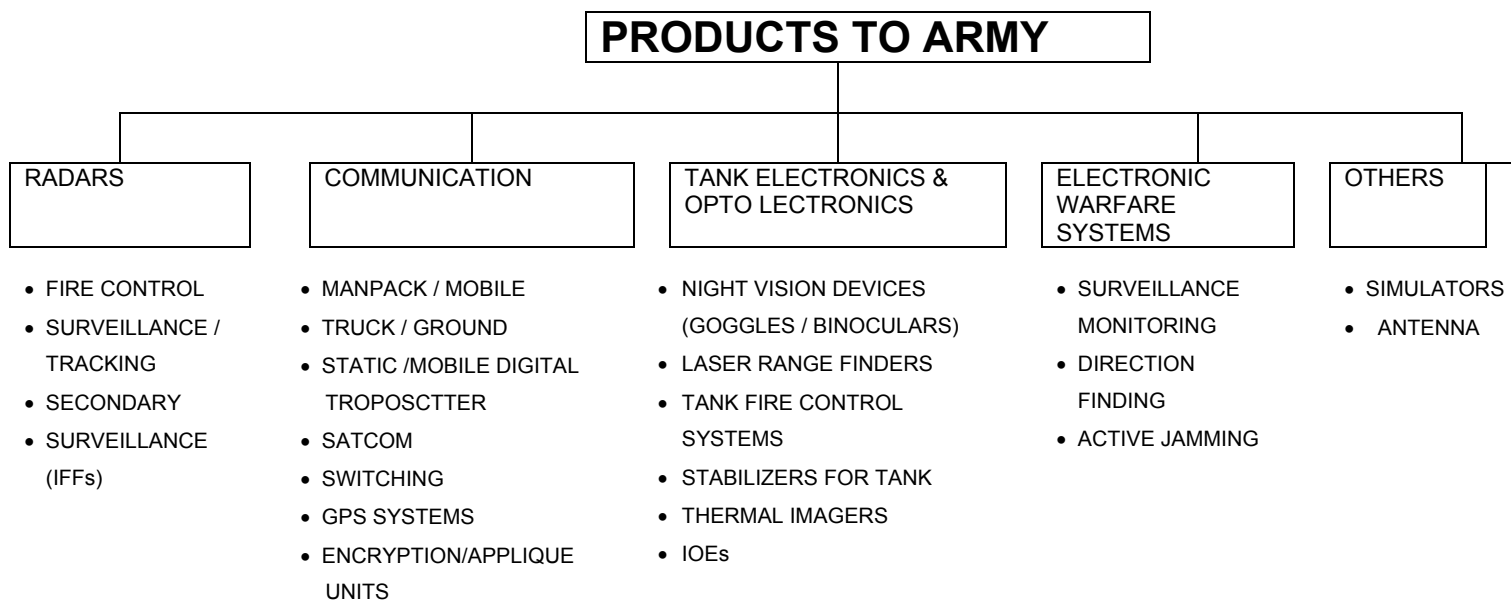 PRODUCTS TO ARMY
RADARS
• FIRE CONTROL
• SURVEILLANCE /
TRACKING
• SECONDARY
• SURVEILLANCE
(IFFs)
COMMUNICATION
• MANPACK / MOBILE
• TRUCK / GROUND
• STATIC /MOBILE DIGITAL
TROPOSCTTER
• SATCOM
• SWITCHING
• GPS SYSTEMS
• ENCRYPTION/APPLIQUE
UNITS
TANK ELECTRONICS &
OPTO LECTRONICS
• NIGHT VISION DEVICES
(GOGGLES / BINOCULARS)
• LASER RANGE FINDERS
• TANK FIRE CONTROL
SYSTEMS
• STABILIZERS FOR TANK
• THERMAL IMAGERS
• IOEs
ELECTRONIC
WARFARE
SYSTEMS
• SURVEILLANCE
MONITORING
• DIRECTION
FINDING
• ACTIVE JAMMING
OTHERS
• SIMULATORS
• ANTENNA